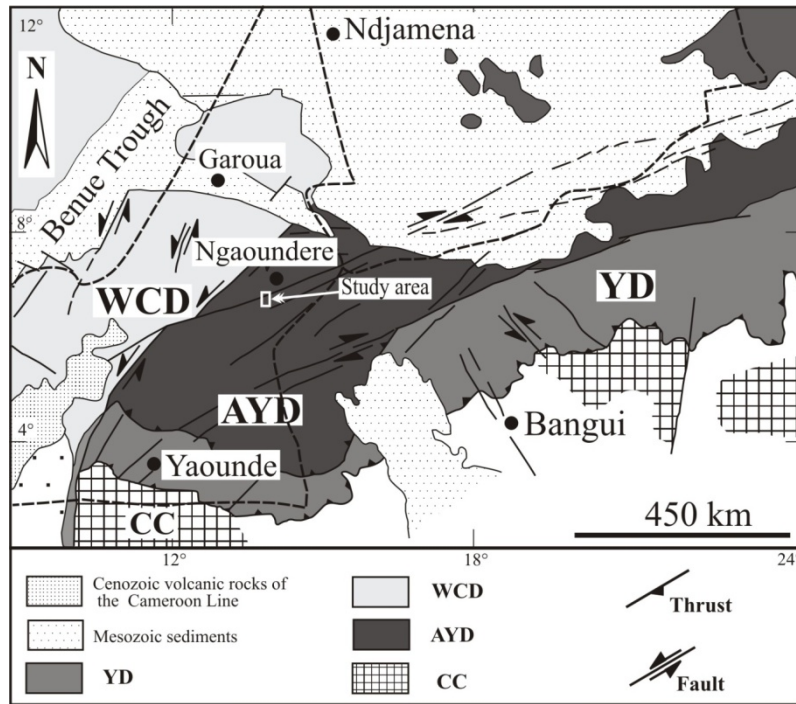 12°
Ndjamena
N
Benue Trough
Garoua
8°
Ngaoundere
Study area
WCD
YD
AYD
4°
Bangui
Yaounde
CC
450 km
12°
18°
24°
Cenozoic volcanic rocks of
the Cameroon Line
WCD
Thrust
Mesozoic sediments
AYD
YD
CC
Fault